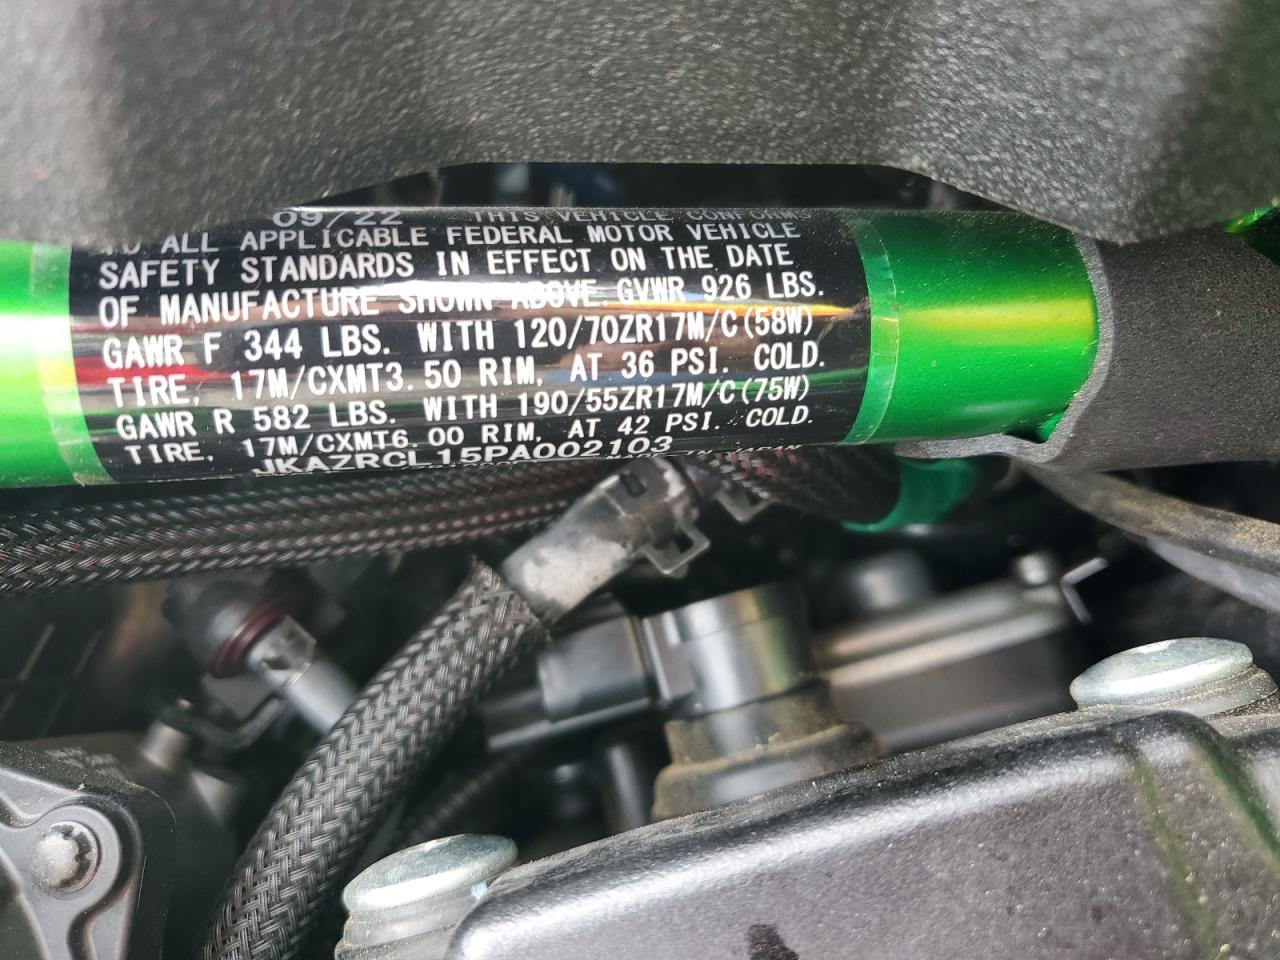 09/22 THIS VEHICLE CONFORMS
TO ALL APPLICABLE FEDERAL MOTOR VEHICLE
SAFETY STANDARDS IN EFFECT ON THE DATE
OF MANUFACTURE SHOWN ABOVE. GVWR 926 LBS.
GAWR F 344 LBS. WITH 120/70ZR17M/C(58W)
TIRE, 17M/CXMT3.50 RIM, AT 36 PSI. COLD.
GAWR R 582 LBS. WITH 190/55ZR17M/C(75W)
TIRE, 17M/CXMT6.00 RIM, AT 42 PSI. COLD.
JKAZRCL15PA002103
IN JAPAN